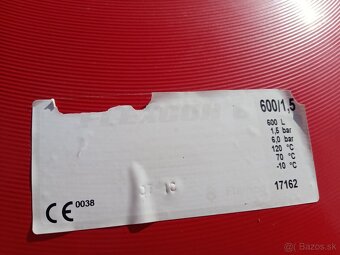 600/1,5
600 L
1,5 bar
6,0 bar
120 °C
70 °C
-10 °C
CE 0038
17162
Bazos.sk